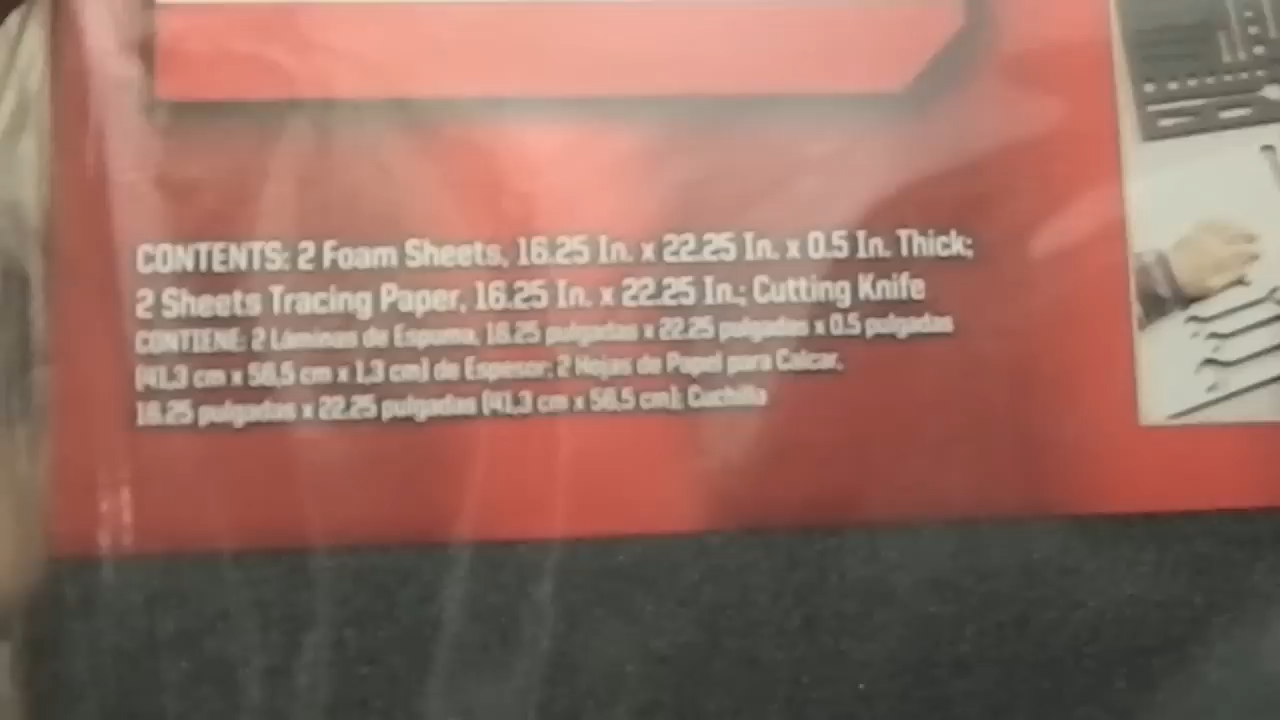 CONTENTS: 2 Foam Sheets, 16.25 In. x 22.25 In. x 0.5 In. Thick;
2 Sheets Tracing Paper, 16.25 In. x 22.25 In.; Cutting Knife
CONTIENE: 2 Láminas de Espuma, 16.25 pulgadas x 22.25 pulgadas x 0.5 pulgadas
(41,3 cm x 56,5 cm x 1,3 cm) de Espesor; 2 Hojas de Papel para Calcar,
16.25 pulgadas x 22.25 pulgadas (41,3 cm x 56,5 cm); Cuchilla